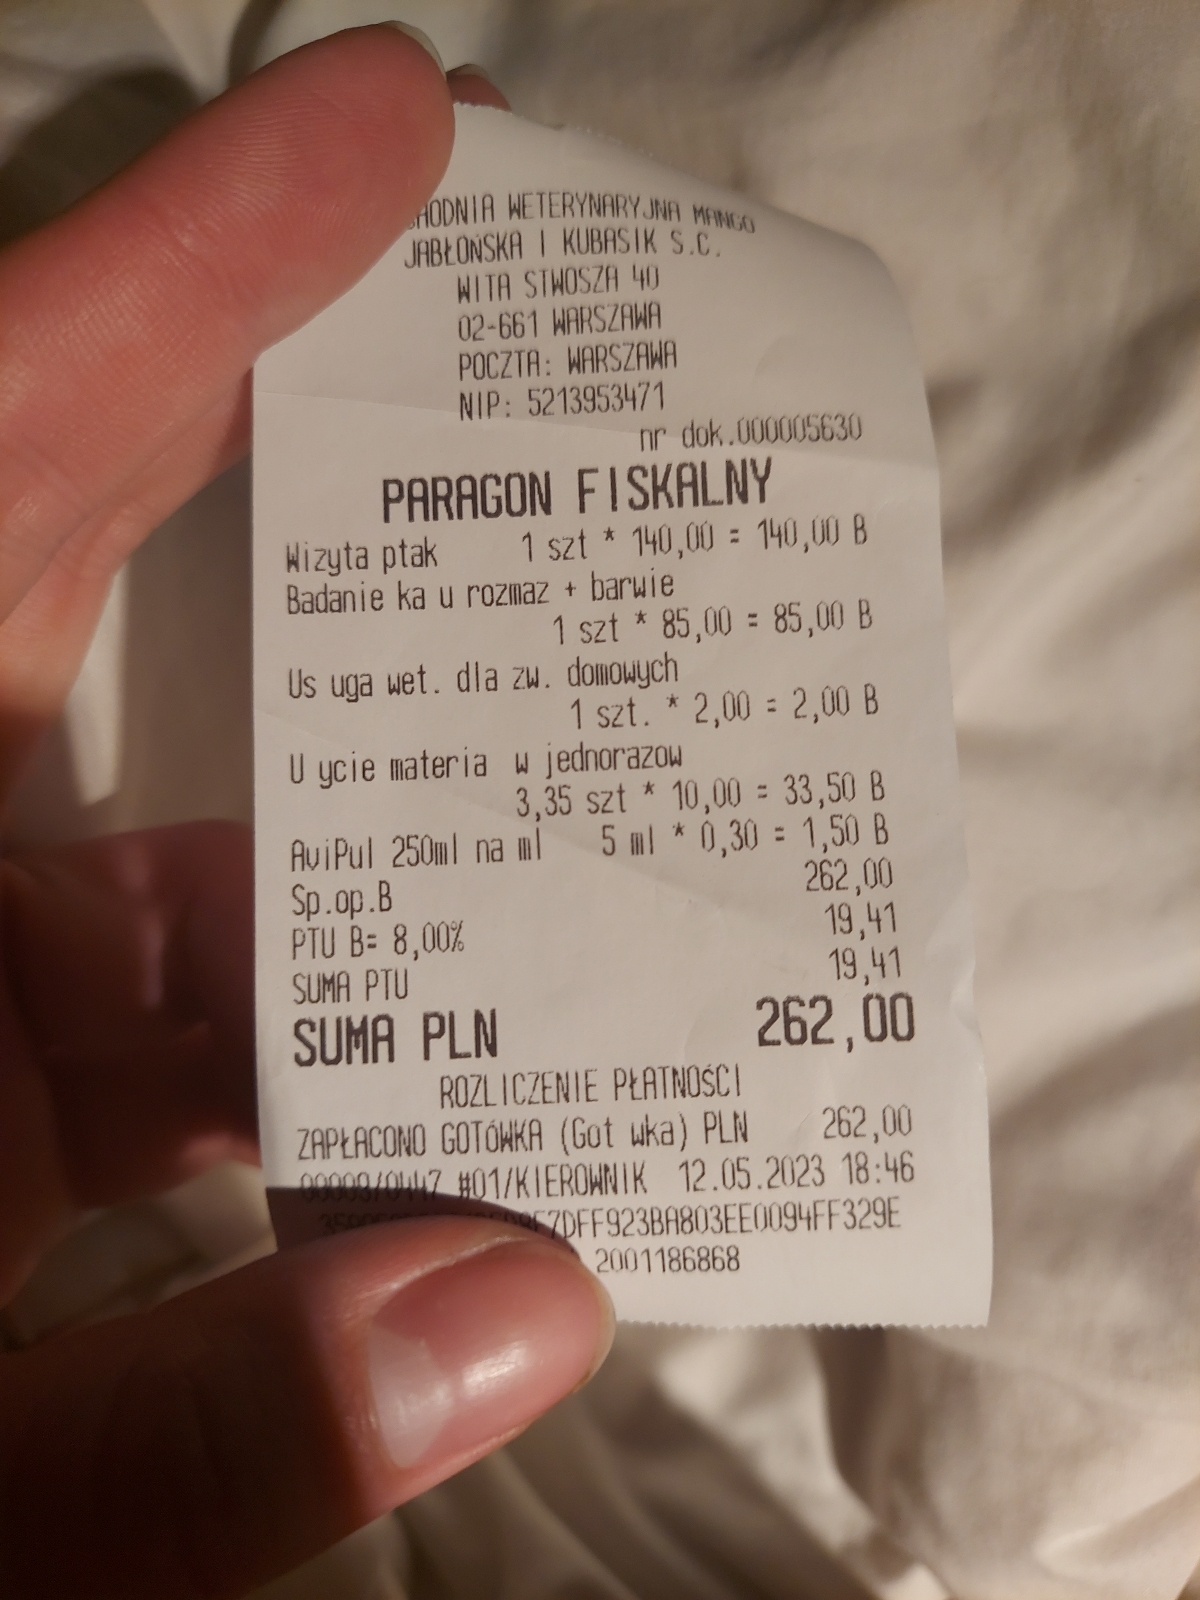 WETERYNARYJNA MANGO
JABŁOŃSKA I KUBASIK S.C.
WITA STWOSZA 40
02-661 WARSZAWA
POCZTA: WARSZAWA
NIP: 5213953471
nr dok.000005630
PARAGON FISKALNY
Wizyta ptak 1 szt * 140,00 = 140,00 B
Badanie ka u rozmaz + barwie
1 szt * 85,00 = 85,00 B
Us uga wet. dla zw. domowych
1 szt. * 2,00 = 2,00 B
U ycie materia w jednorazow
3,35 szt * 10,00 = 33,50 B
AviPul 250ml na ml 5 ml * 0,30 = 1,50 B
Sp.op.B 262,00
PTU B= 8,00% 19,41
SUMA PTU 19,41
SUMA PLN 262,00
ROZLICZENIE PŁATNOŚCI
ZAPŁACONO GOTÓWKA (Got wka) PLN 262,00
#01/KIEROWNIK 12.05.2023 18:46
2001186868